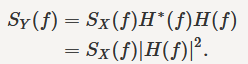 S_Y(f) = S_X(f)H*(f)H(f)
= S_X(f)|H(f)|².